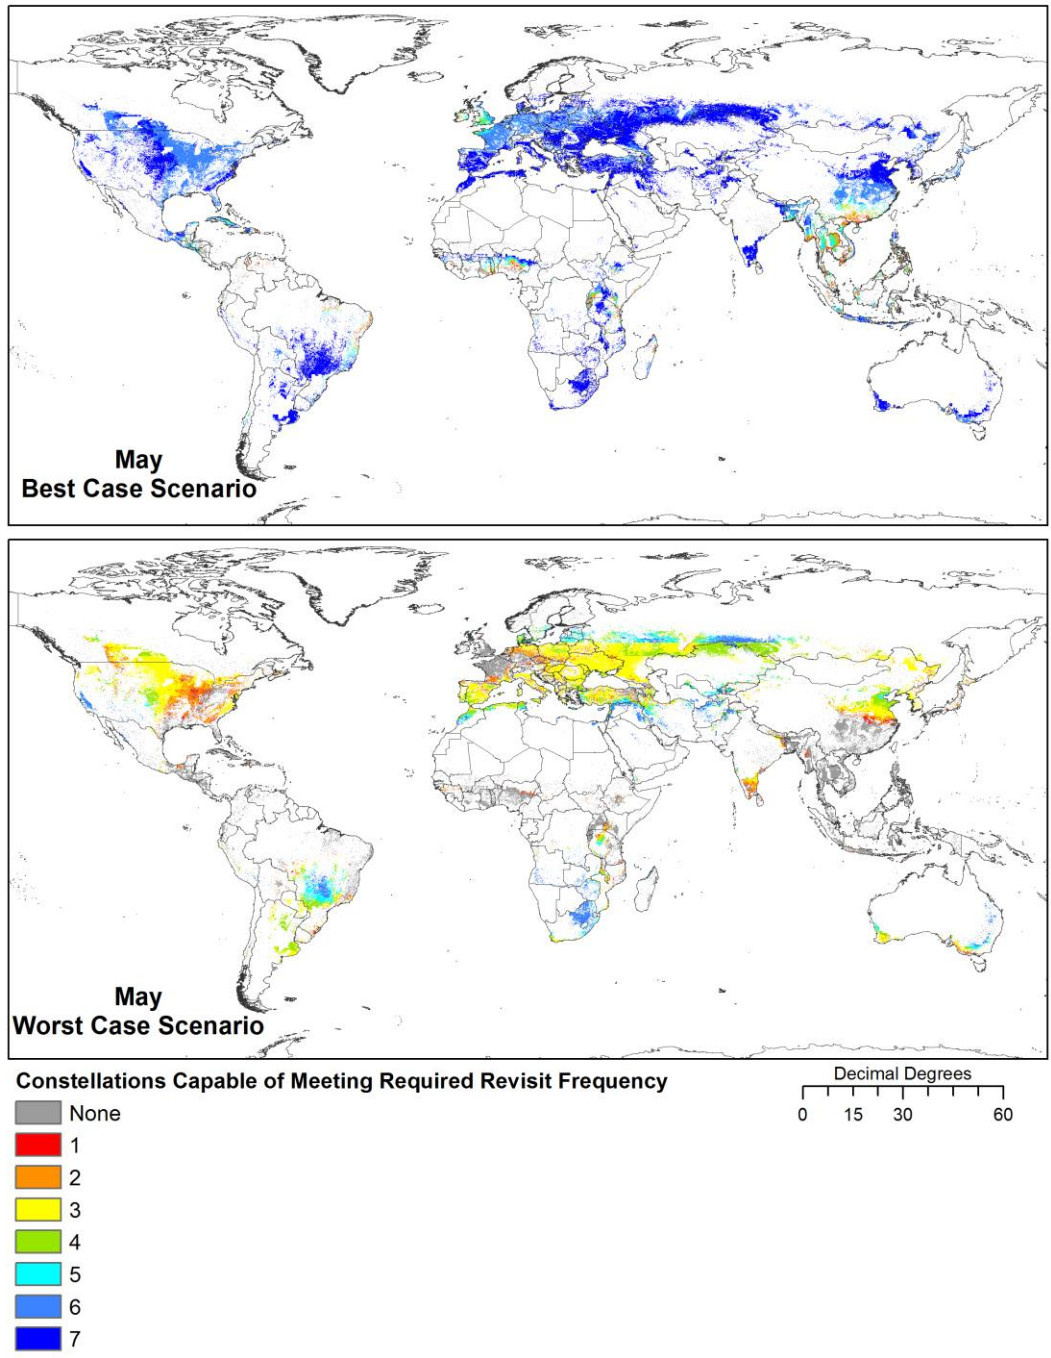 May
Best Case Scenario
May
Worst Case Scenario
Constellations Capable of Meeting Required Revisit Frequency
Decimal Degrees
0 15 30 60
None
1
2
3
4
5
6
7